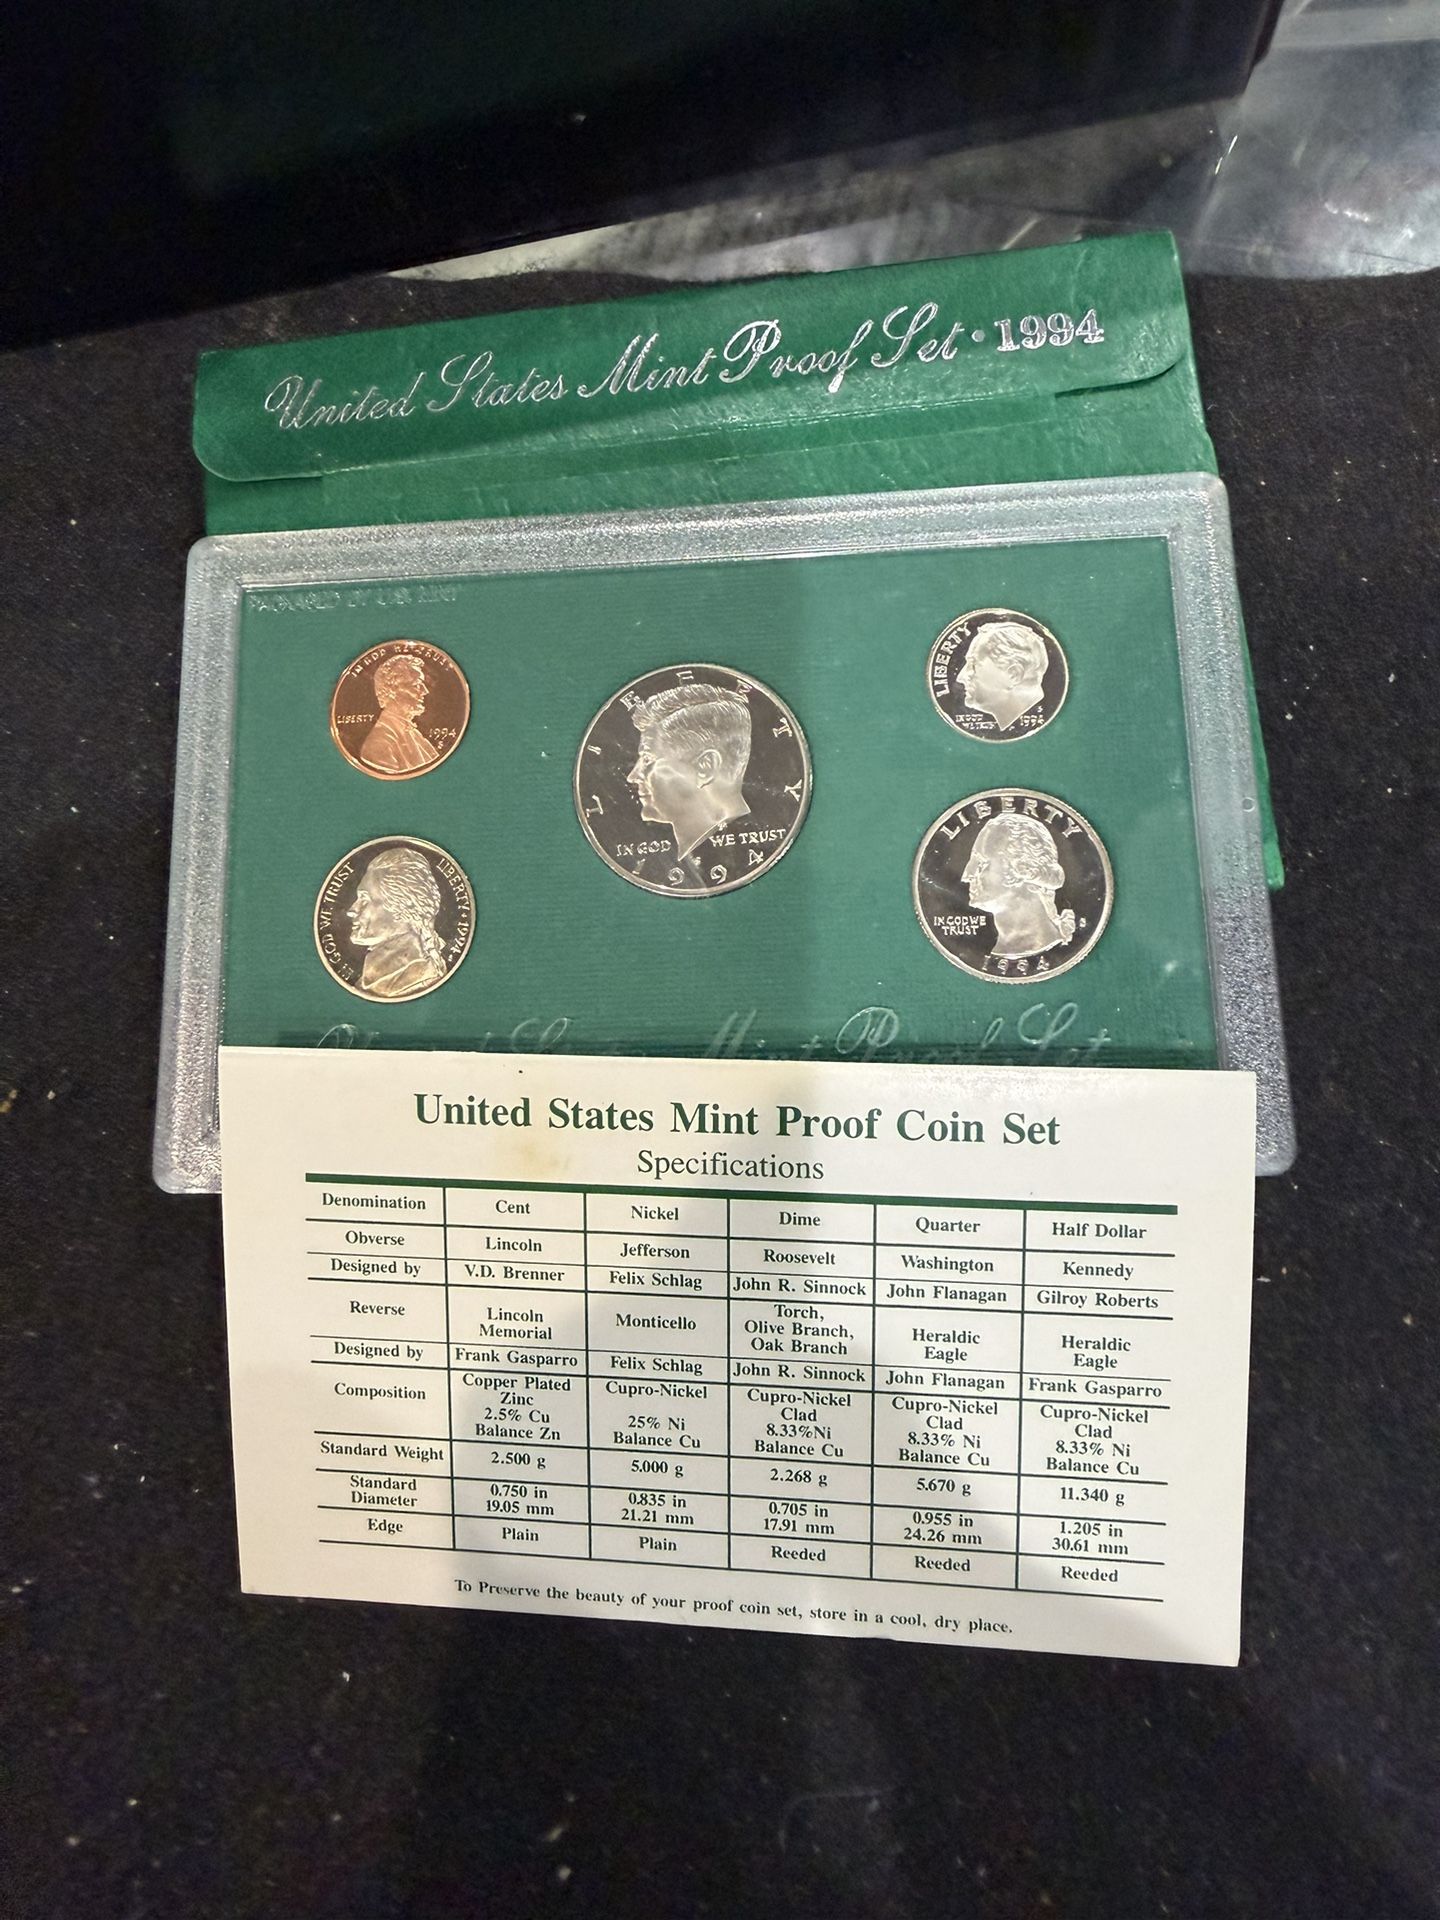 United States Mint Proof Set · 1994
PACKAGED BY U.S. MINT
IN GOD WE TRUST
LIBERTY
1994
S
LIBERTY
IN GOD WE TRUST
S
1994
LIBERTY
IN GOD
WE TRUST
S
1994
IN GOD WE TRUST
LIBERTY · 1994
LIBERTY
IN GOD WE
TRUST
S
1994
United States Mint Proof Set
United States Mint Proof Coin Set
Specifications
Denomination Cent Nickel Dime Quarter Half Dollar
Obverse Lincoln Jefferson Roosevelt Washington Kennedy
Designed by V.D. Brenner Felix Schlag John R. Sinnock John Flanagan Gilroy Roberts
Reverse Lincoln Memorial Monticello Torch, Olive Branch, Oak Branch Heraldic Eagle Heraldic Eagle
Designed by Frank Gasparro Felix Schlag John R. Sinnock John Flanagan Frank Gasparro
Composition Copper Plated Zinc 2.5% Cu Balance Zn Cupro-Nickel 25% Ni Balance Cu Cupro-Nickel Clad 8.33%Ni Balance Cu Cupro-Nickel Clad 8.33% Ni Balance Cu Cupro-Nickel Clad 8.33% Ni Balance Cu
Standard Weight 2.500 g 5.000 g 2.268 g 5.670 g 11.340 g
Standard Diameter 0.750 in 19.05 mm 0.835 in 21.21 mm 0.705 in 17.91 mm 0.955 in 24.26 mm 1.205 in 30.61 mm
Edge Plain Plain Reeded Reeded Reeded
To Preserve the beauty of your proof coin set, store in a cool, dry place.